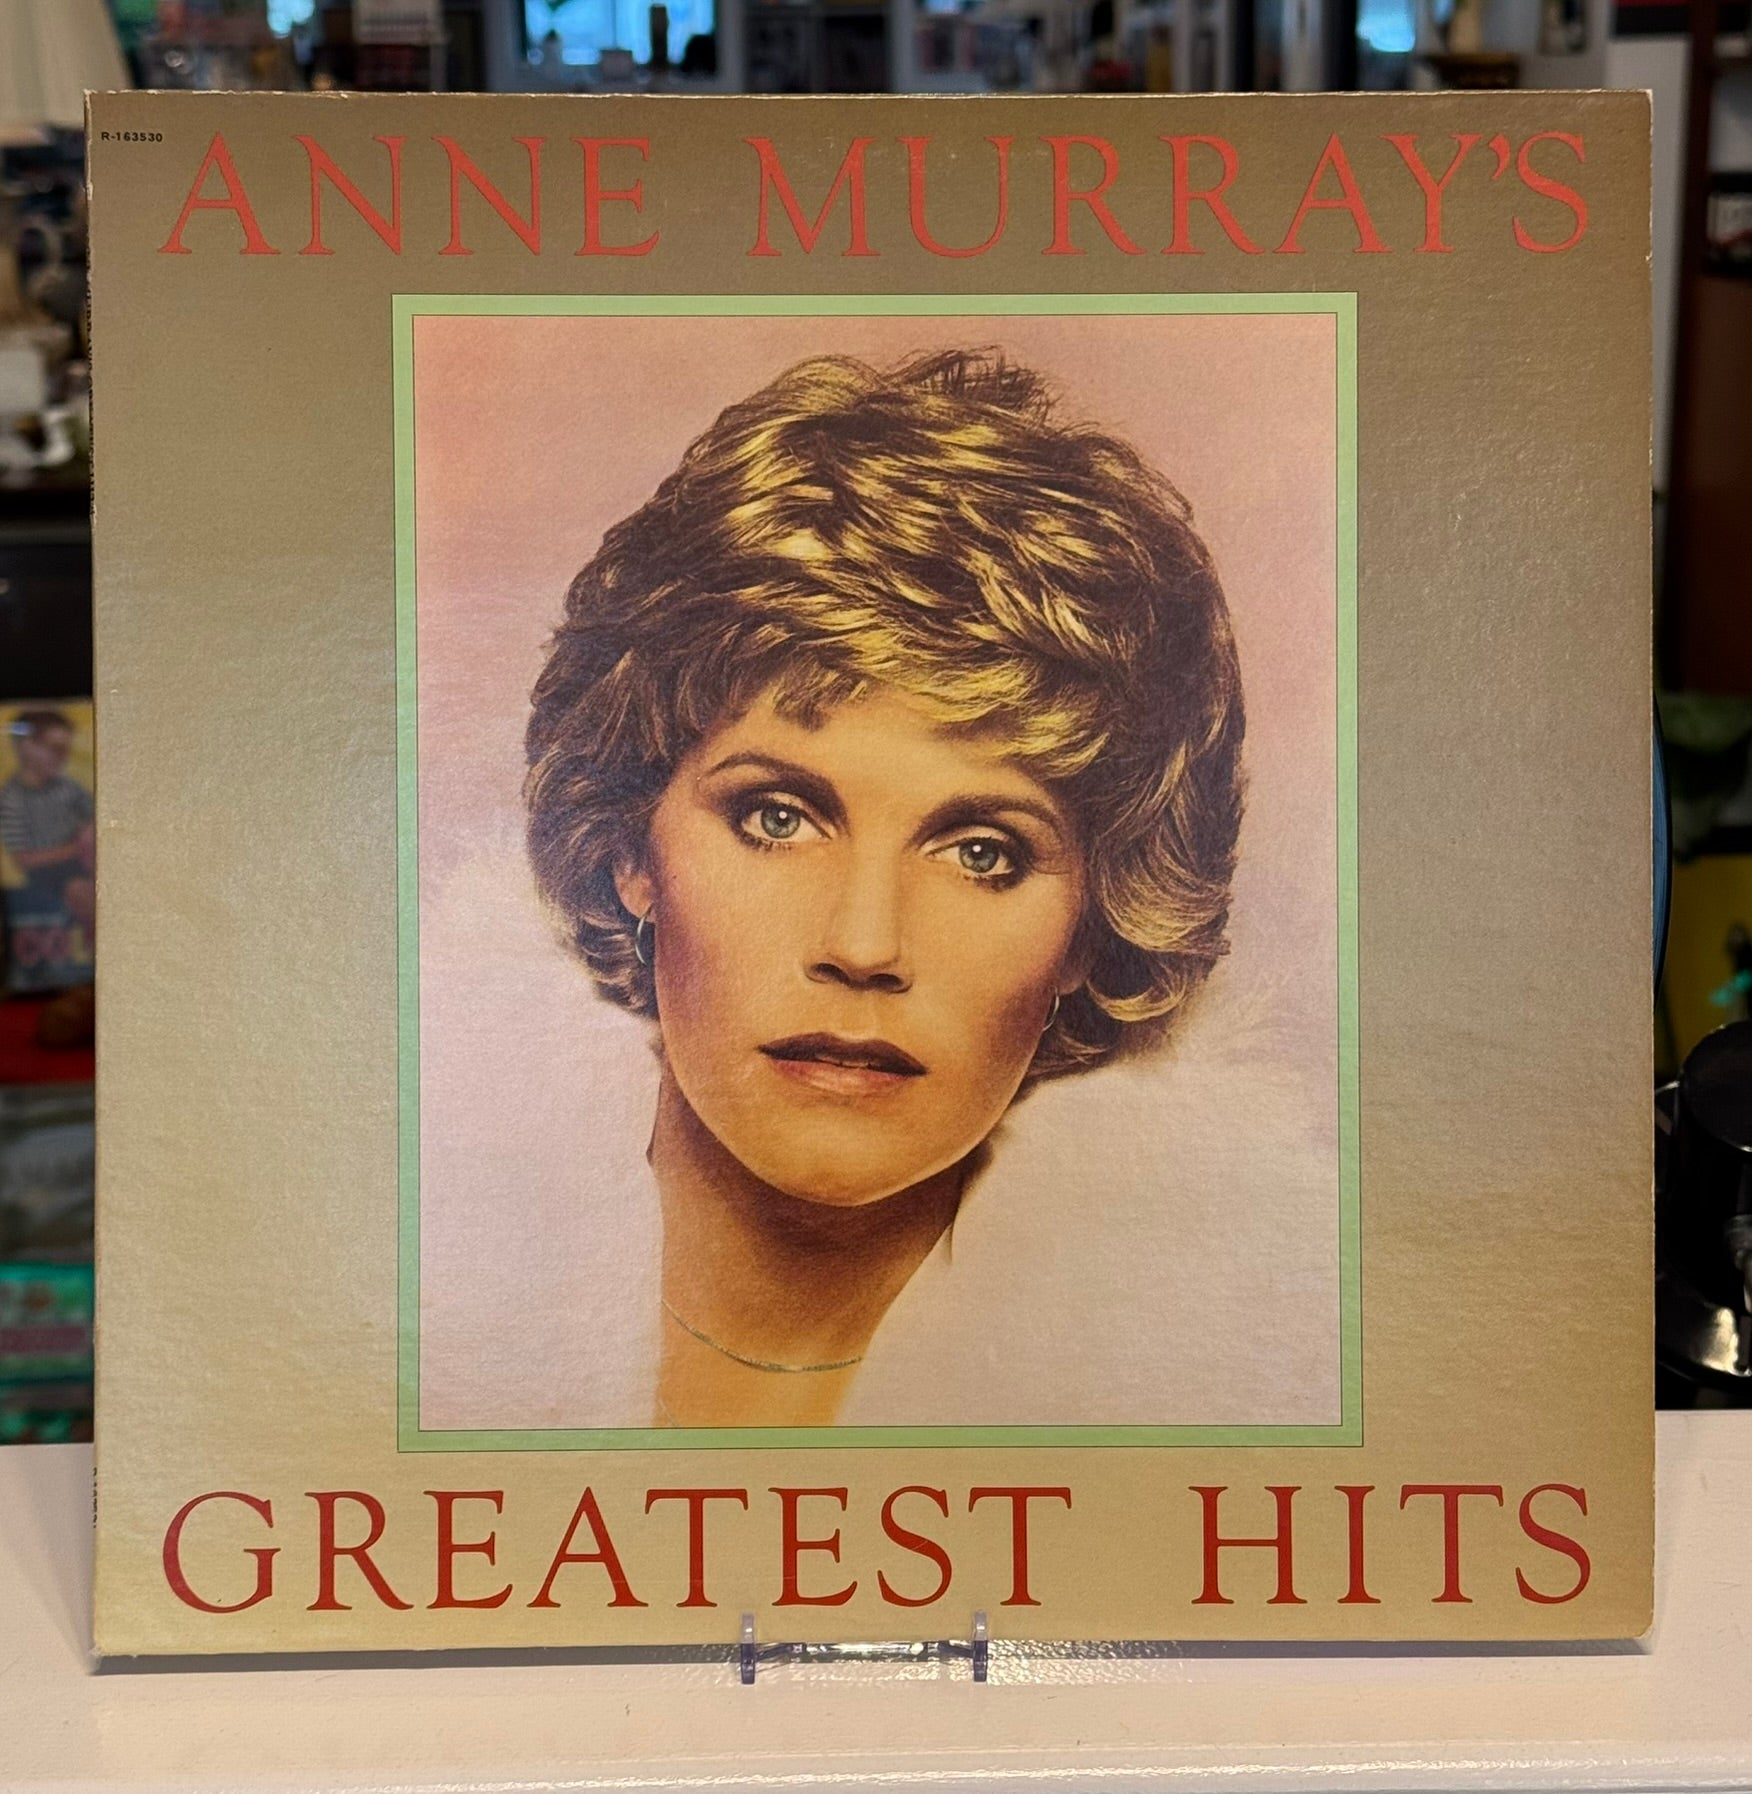 R-163530
ANNE MURRAY'S
GREATEST HITS